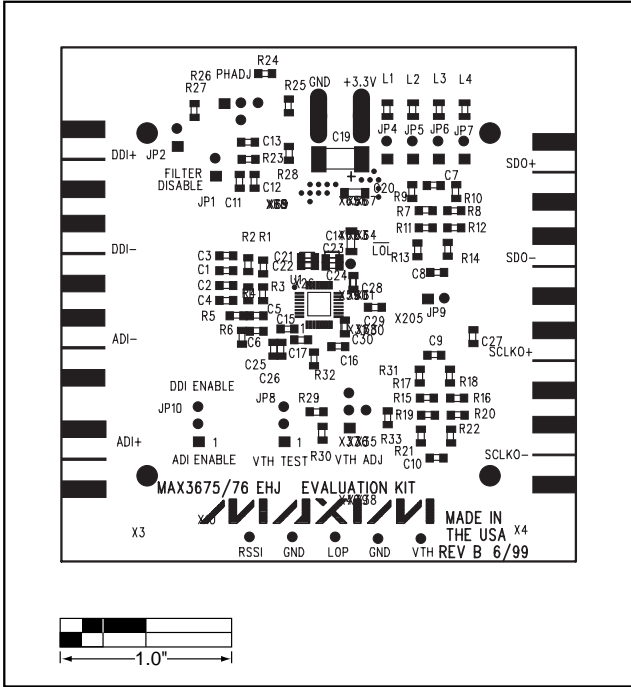 R24
R26 PHADJ
R27
R25
GND +3.3V
L1 L2 L3 L4
JP4 JP5 JP6 JP7
C19
+
JP2
C13
R23
R28
DDI+
FILTER
DISABLE
JP1
C11 C12
C20
C7
SDO+
R9 R10
R7 R8
R11 R12
R2 R1
LOL
DDI-
C3
C1
C2
C4
C21 C23
C22
C24
R13 R14
C8
SDO-
U1
R4 R3
C28
JP9
R5 C5
R6 C6
C15 1
C29
X205
C30
ADI-
C17
C16
C25
C26
R32
C27
C9
SCLKO+
R31
R17 R18
DDI ENABLE
JP10 JP8
R29
R15 R16
R19 R20
R33
R22
ADI+
1 1
ADI ENABLE VTH TEST
R30
VTH ADJ
R21
C10
SCLKO-
MAX3675/76 EHJ EVALUATION KIT
MAXIM
MADE IN
THE USA
REV B 6/99
X3 X4
RSSI GND LOP GND VTH
1.0"